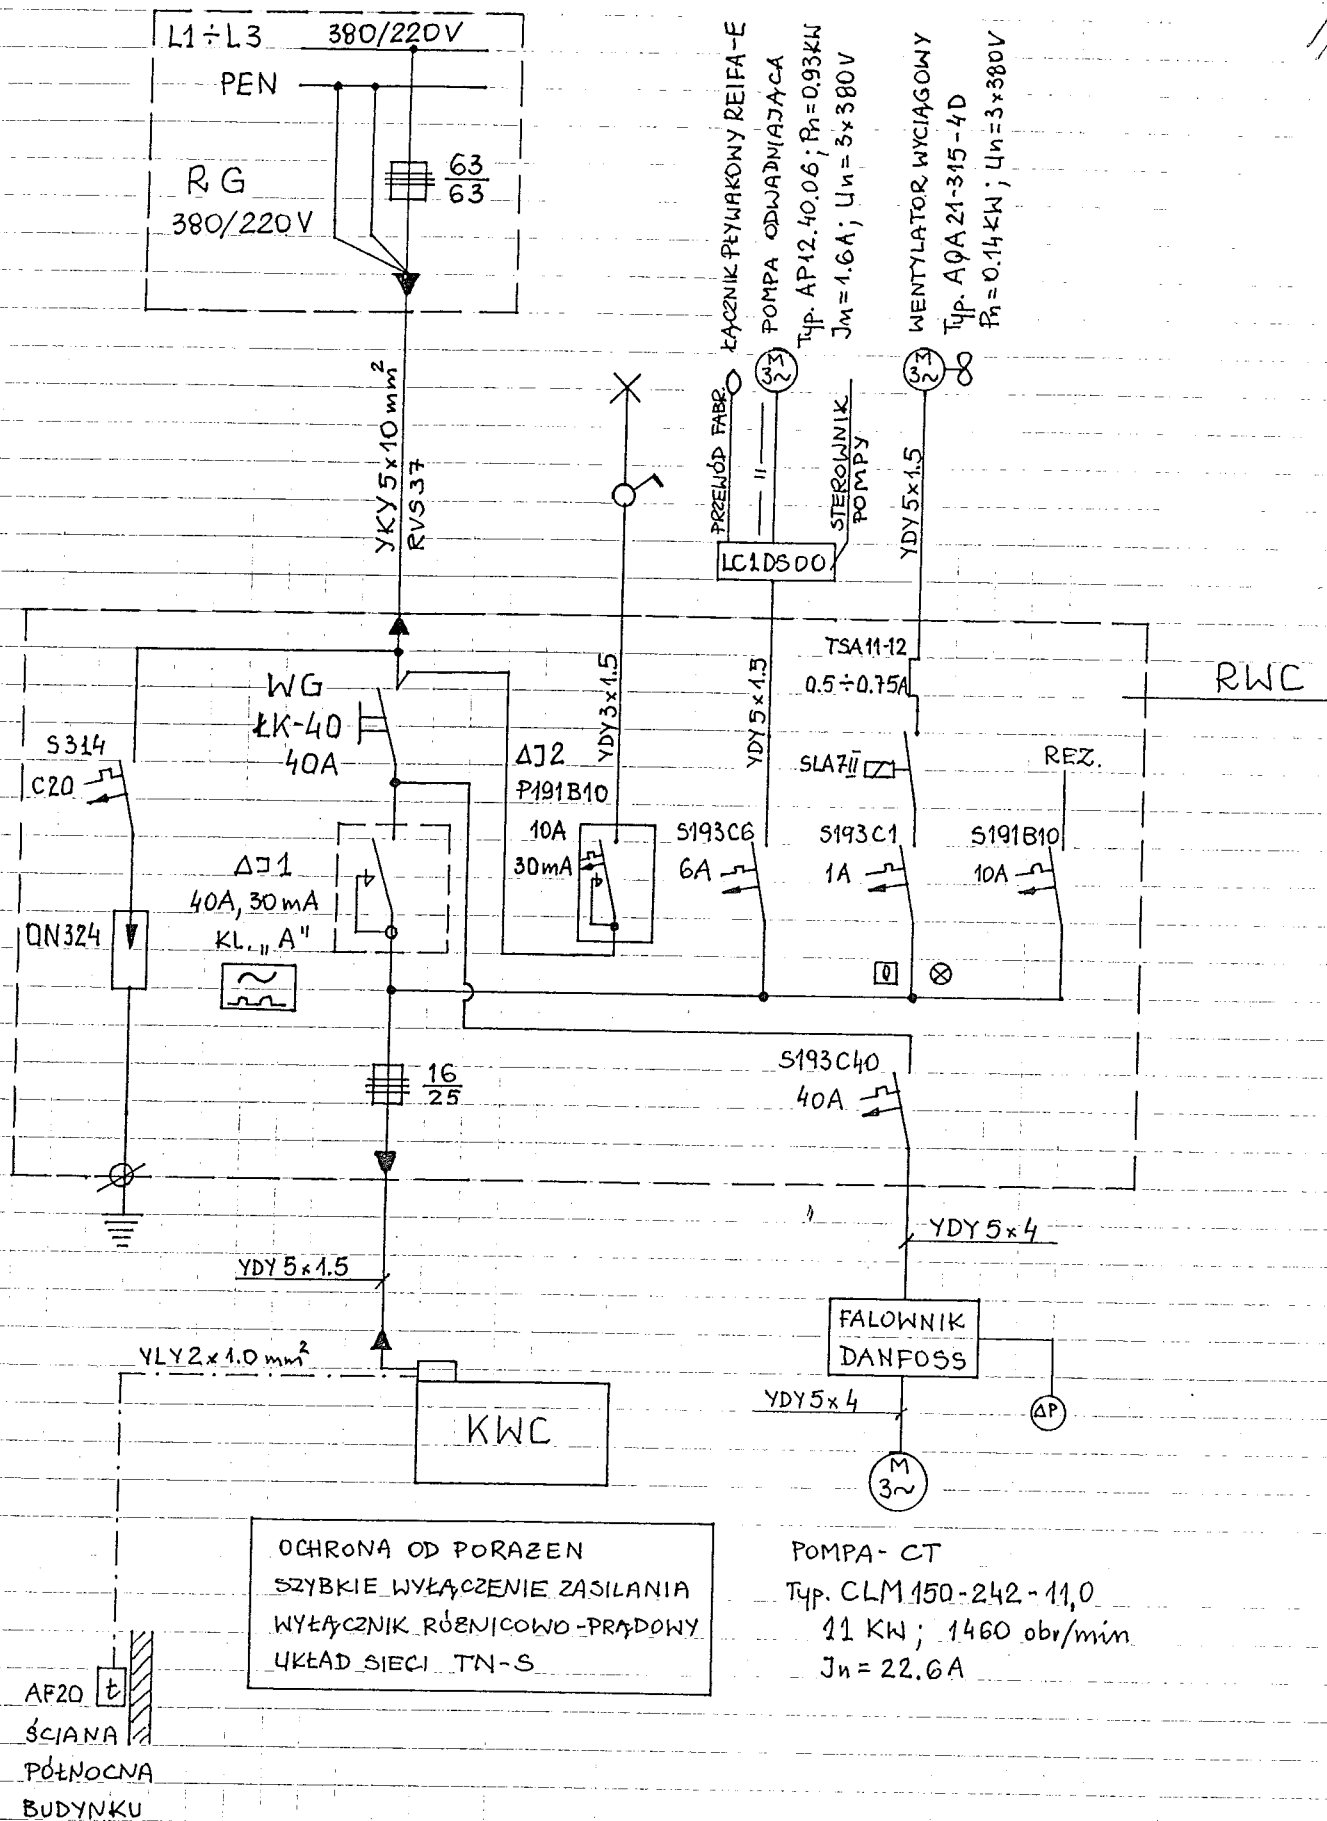 L1÷L3 380/220V
PEN
RG
380/220V
63
63
YKY 5x10 mm²
RVS 37
ŁĄCZNIK PŁYWAKOWY REIFA-E
POMPA ODWADNIAJĄCA
Typ. AP12.40.06; Pn=0.93KW
Jn=1.6A; Un=3x380V
WENTYLATOR WYCIĄGOWY
Typ. AQA 21-315-4D
Pn=0.14KW; Un=3x380V
3
3~
3
3~
PRZEWÓD FABR.
— " —
STEROWNIK
POMPY
LC1DS00
YDY 5x1.5
YDY 3x1.5
YDY 5x1.5
RWC
TSA11-12
0.5÷0.75A
WG
ŁK-40
40A
S314
C20
ΔJ2
P191B10
10A
30mA
SLA7II
REZ.
S193C6
6A
S193C1
1A
S191B10
10A
ΔJ1
40A, 30mA
KL. „A"
QN324
16
25
S193C40
40A
YDY 5x4
YDY 5x1.5
FALOWNIK
DANFOSS
YLY 2x1.0 mm²
YDY 5x4
ΔP
KWC
M
3~
OCHRONA OD PORAŻEN
SZYBKIE WYŁĄCZENIE ZASILANIA
WYŁĄCZNIK RÓŻNICOWO-PRĄDOWY
UKŁAD SIECI TN-S
POMPA-CT
Typ. CLM 150-242-11,0
11 KW; 1460 obr/min
Jn=22.6A
AF20 t
ŚCIANA
PÓŁNOCNA
BUDYNKU